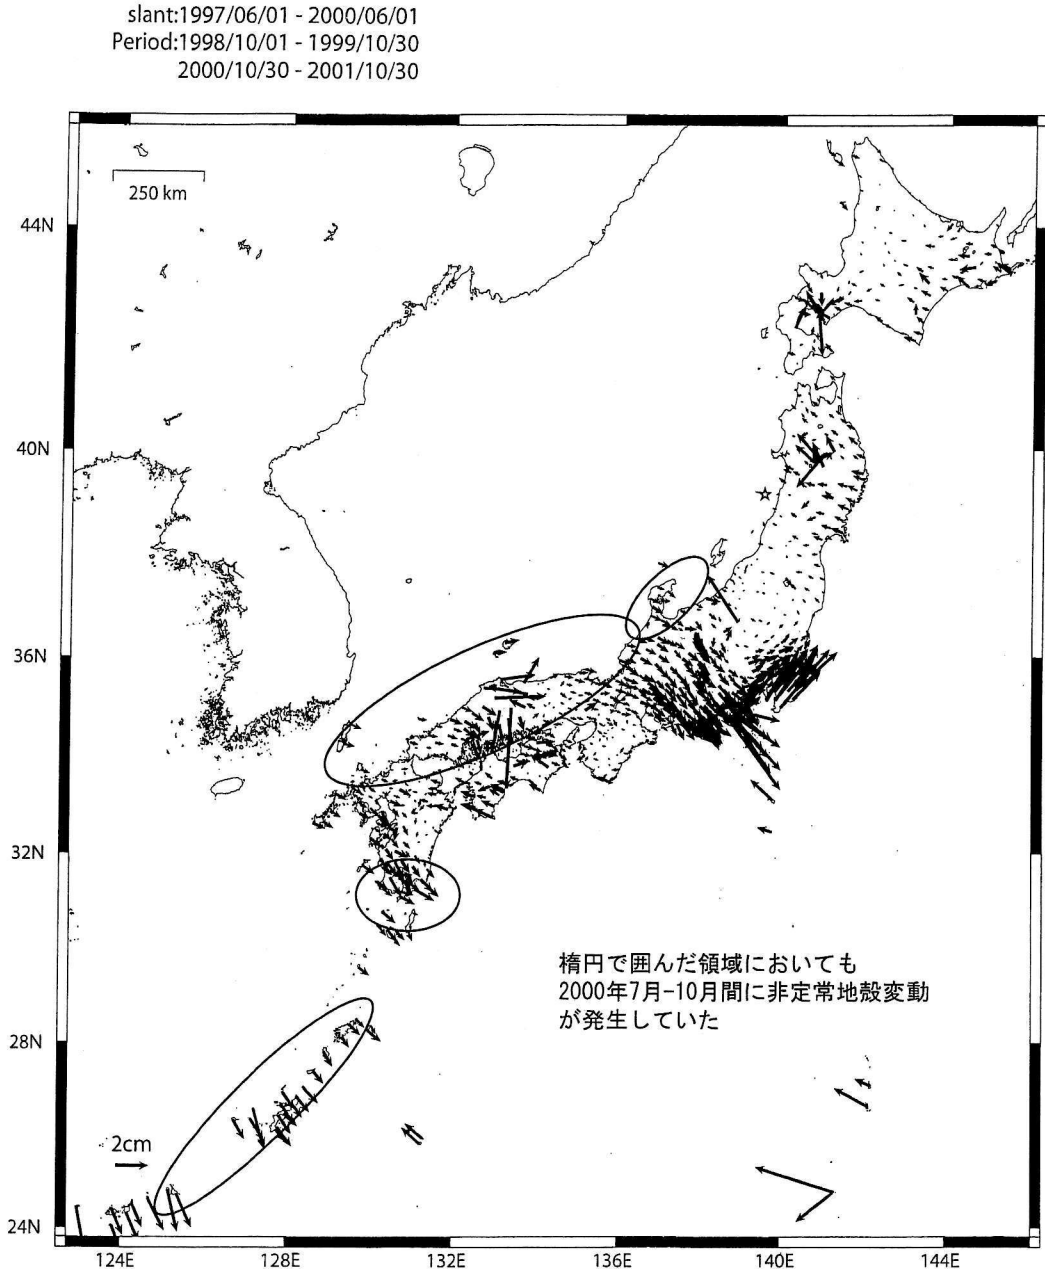 slant:1997/06/01 - 2000/06/01
Period:1998/10/01 - 1999/10/30
2000/10/30 - 2001/10/30
250 km
44N
40N
36N
32N
28N
24N
楕円で囲んだ領域においても
2000年7月-10月間に非定常地殻変動
が発生していた
2cm
124E
128E
132E
136E
140E
144E